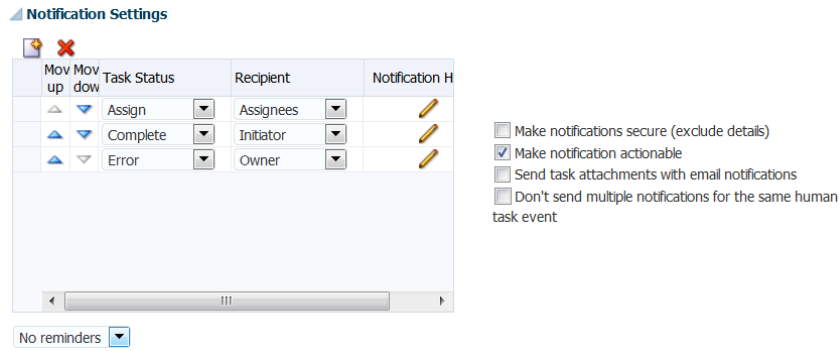 Notification Settings
Mov up Mov dow Task Status Recipient Notification H
Assign Assignees
Complete Initiator
Error Owner
Make notifications secure (exclude details)
Make notification actionable
Send task attachments with email notifications
Don't send multiple notifications for the same human
task event
No reminders